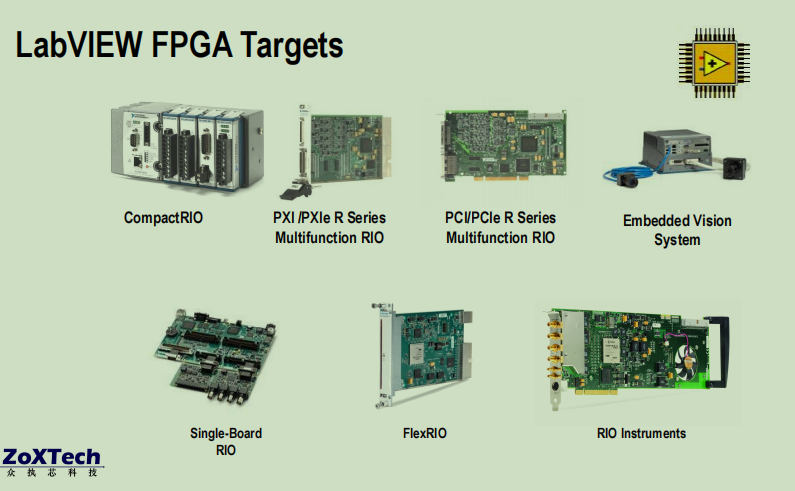 LabVIEW FPGA Targets
CompactRIO
PXI /PXIe R Series
Multifunction RIO
PCI/PCIe R Series
Multifunction RIO
Embedded Vision
System
Single-Board
RIO
FlexRIO
RIO Instruments
ZoXTech
众执芯科技